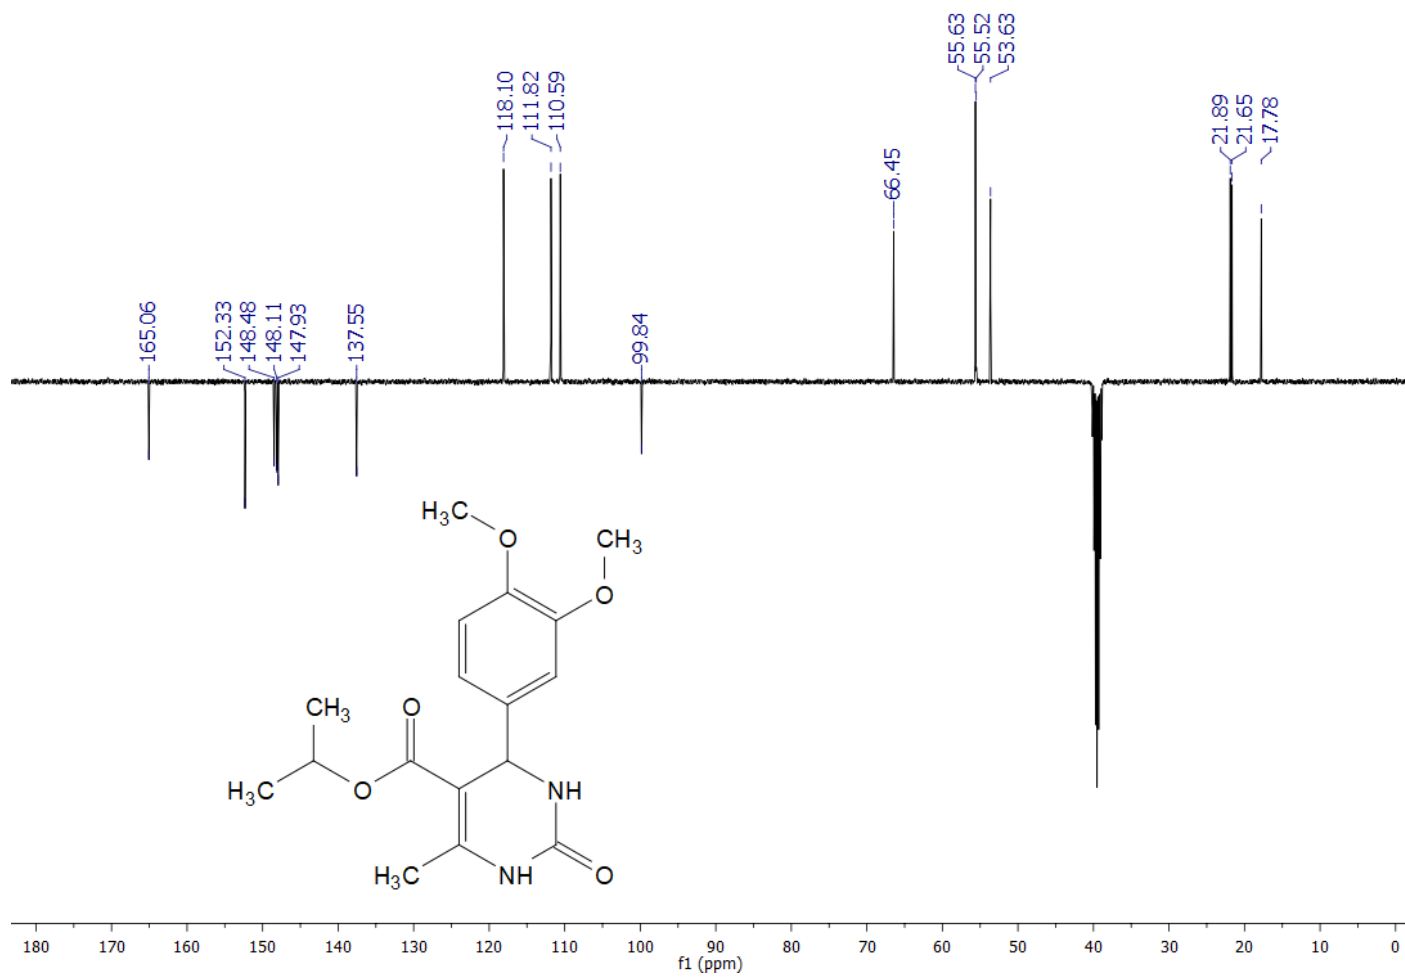 165.06
152.33
148.48
148.11
147.93
137.55
118.10
111.82
110.59
99.84
66.45
55.63
55.52
53.63
21.89
21.65
17.78
H₃C
O
CH₃
O
CH₃
O
H₃C
O
NH
H₃C
NH
O
180 170 160 150 140 130 120 110 100 90 80 70 60 50 40 30 20 10 0
f1 (ppm)